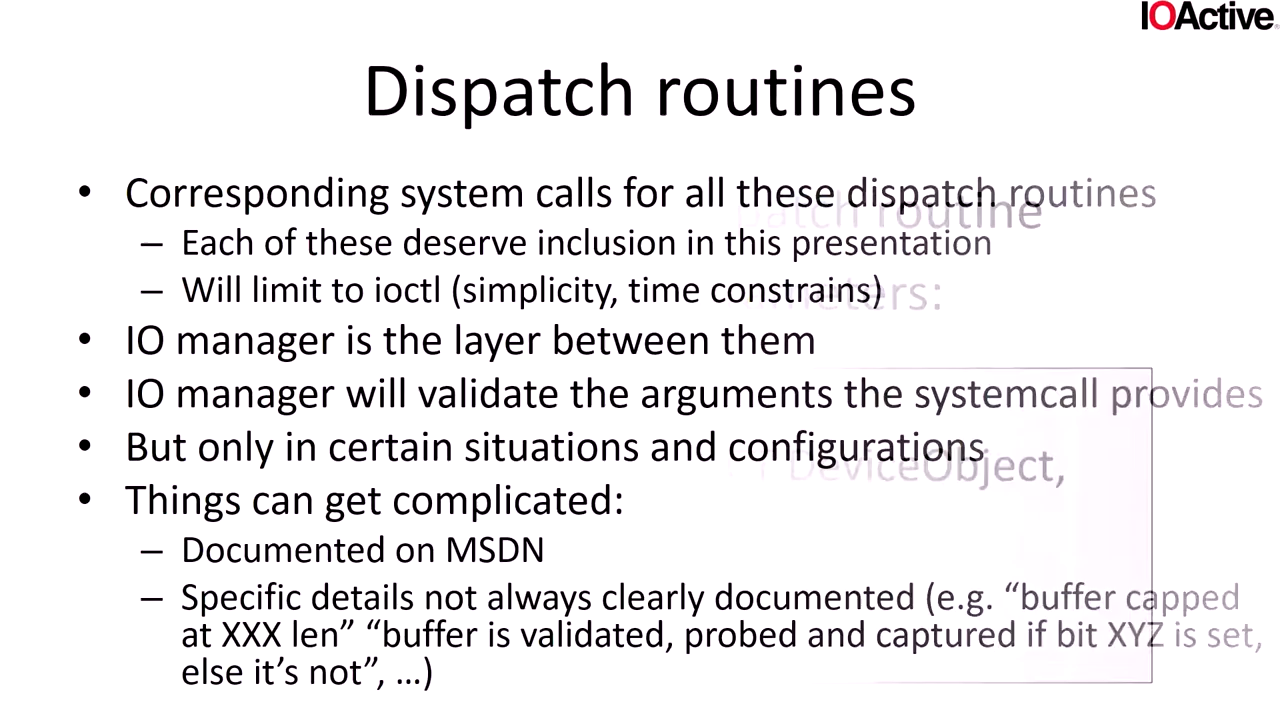 IOActive
Dispatch routines
• Corresponding system calls for all these dispatch routines
– Each of these deserve inclusion in this presentation
– Will limit to ioctl (simplicity, time constrains)
• IO manager is the layer between them
• IO manager will validate the arguments the systemcall provides
• But only in certain situations and configurations
• Things can get complicated:
– Documented on MSDN
– Specific details not always clearly documented (e.g. “buffer capped
at XXX len” “buffer is validated, probed and captured if bit XYZ is set,
else it’s not”, …)
routine
DeviceObject,